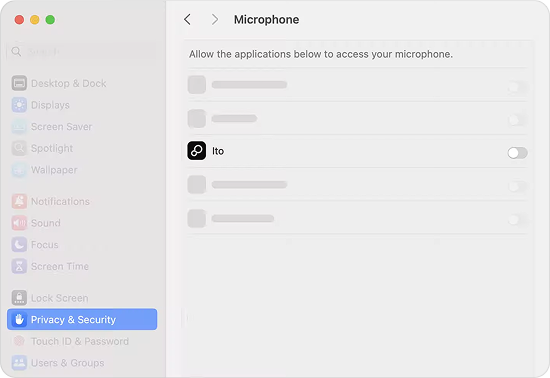 Microphone
Allow the applications below to access your microphone.
Ito
Desktop & Dock
Displays
Screen Saver
Spotlight
Wallpaper
Notifications
Sound
Focus
Screen Time
Lock Screen
Privacy & Security
Touch ID & Password
Users & Groups